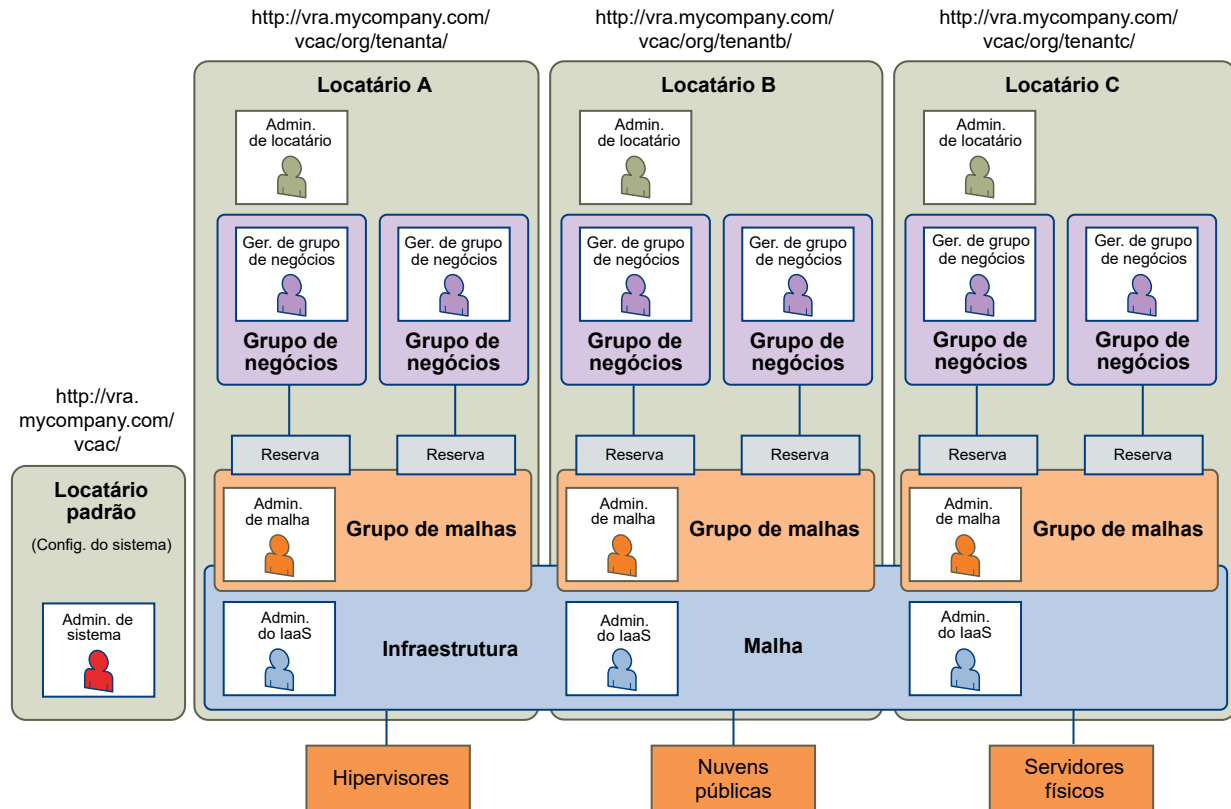 http://vra.mycompany.com/
vcac/org/tenanta/
http://vra.mycompany.com/
vcac/org/tenantb/
http://vra.mycompany.com/
vcac/org/tenantc/
Locatário A
Locatário B
Locatário C
Admin.
de locatário
Admin.
de locatário
Admin.
de locatário
Ger. de grupo
de negócios
Ger. de grupo
de negócios
Ger. de grupo
de negócios
Ger. de grupo
de negócios
Ger. de grupo
de negócios
Ger. de grupo
de negócios
Grupo de
negócios
Grupo de
negócios
Grupo de
negócios
Grupo de
negócios
Grupo de
negócios
Grupo de
negócios
http://vra.
mycompany.com/
vcac/
Reserva
Reserva
Reserva
Reserva
Reserva
Reserva
Locatário
padrão
(Config. do sistema)
Admin. de
sistema
Admin.
de malha
Grupo de malhas
Admin.
de malha
Grupo de malhas
Admin.
de malha
Grupo de malhas
Admin.
do IaaS
Infraestrutura
Admin.
do IaaS
Malha
Admin.
do IaaS
Hipervisores
Nuvens
públicas
Servidores
físicos